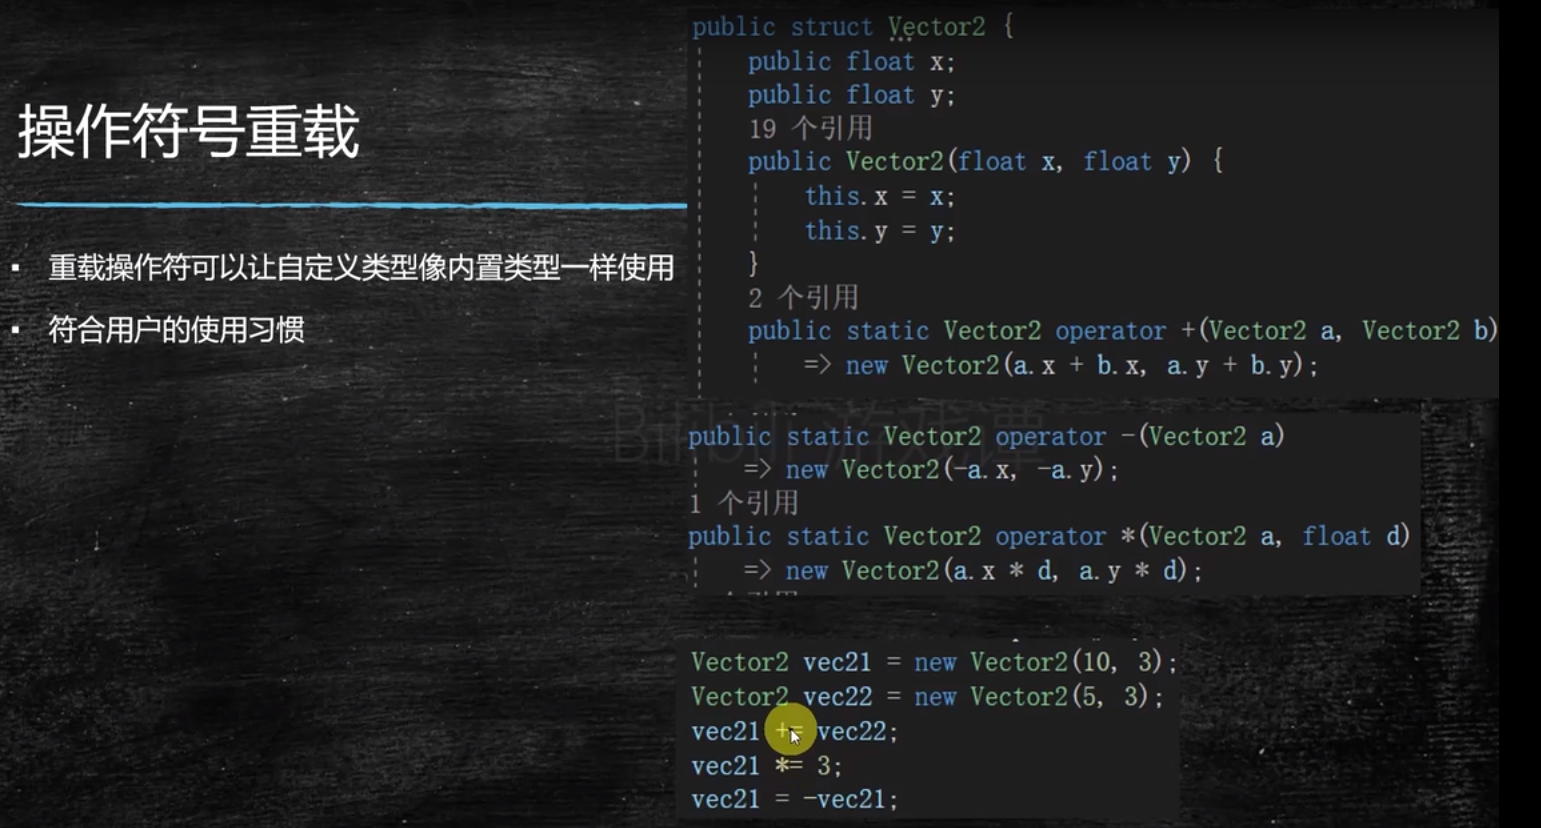 操作符号重载
▪ 重载操作符可以让自定义类型像内置类型一样使用
▪ 符合用户的使用习惯
public struct Vector2 {
public float x;
public float y;
19 个引用
public Vector2(float x, float y) {
this.x = x;
this.y = y;
}
2 个引用
public static Vector2 operator +(Vector2 a, Vector2 b)
=> new Vector2(a.x + b.x, a.y + b.y);
Bilibili 游戏谭
public static Vector2 operator -(Vector2 a)
=> new Vector2(-a.x, -a.y);
1 个引用
public static Vector2 operator *(Vector2 a, float d)
=> new Vector2(a.x * d, a.y * d);
Vector2 vec21 = new Vector2(10, 3);
Vector2 vec22 = new Vector2(5, 3);
vec21 += vec22;
vec21 *= 3;
vec21 = -vec21;